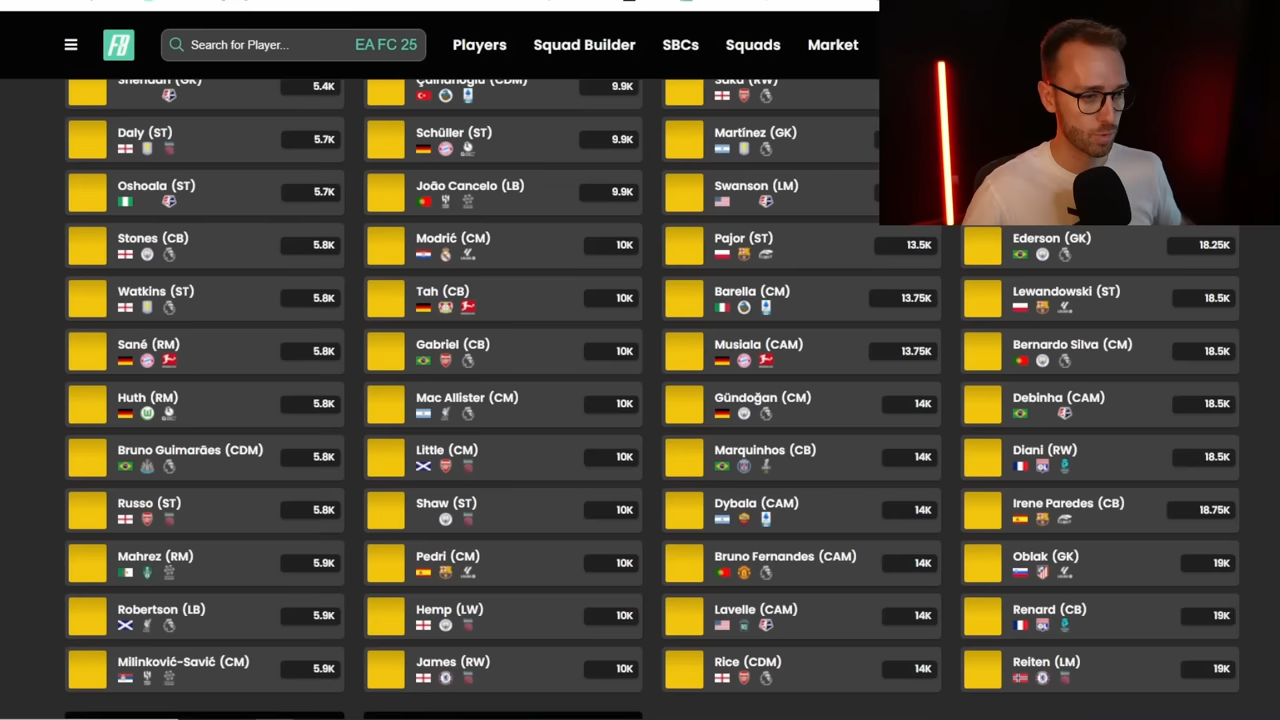 FB
Search for Player...
EA FC 25
Players
Squad Builder
SBCs
Squads
Market
Sheridan (GK)
5.4K
Daly (ST)
5.7K
Oshoala (ST)
5.7K
Stones (CB)
5.8K
Watkins (ST)
5.8K
Sané (RM)
5.8K
Huth (RM)
5.8K
Bruno Guimarães (CDM)
5.8K
Russo (ST)
5.8K
Mahrez (RM)
5.9K
Robertson (LB)
5.9K
Milinković-Savić (CM)
5.9K
Çalhanoğlu (CDM)
9.9K
Schüller (ST)
9.9K
João Cancelo (LB)
9.9K
Modrić (CM)
10K
Tah (CB)
10K
Gabriel (CB)
10K
Mac Allister (CM)
10K
Little (CM)
10K
Shaw (ST)
10K
Pedri (CM)
10K
Hemp (LW)
10K
James (RW)
10K
Saka (RW)
Martínez (GK)
Swanson (LM)
Pajor (ST)
13.5K
Barella (CM)
13.75K
Musiala (CAM)
13.75K
Gündoğan (CM)
14K
Marquinhos (CB)
14K
Dybala (CAM)
14K
Bruno Fernandes (CAM)
14K
Lavelle (CAM)
14K
Rice (CDM)
14K
Ederson (GK)
18.25K
Lewandowski (ST)
18.5K
Bernardo Silva (CM)
18.5K
Debinha (CAM)
18.5K
Diani (RW)
18.5K
Irene Paredes (CB)
18.75K
Oblak (GK)
19K
Renard (CB)
19K
Reiten (LM)
19K